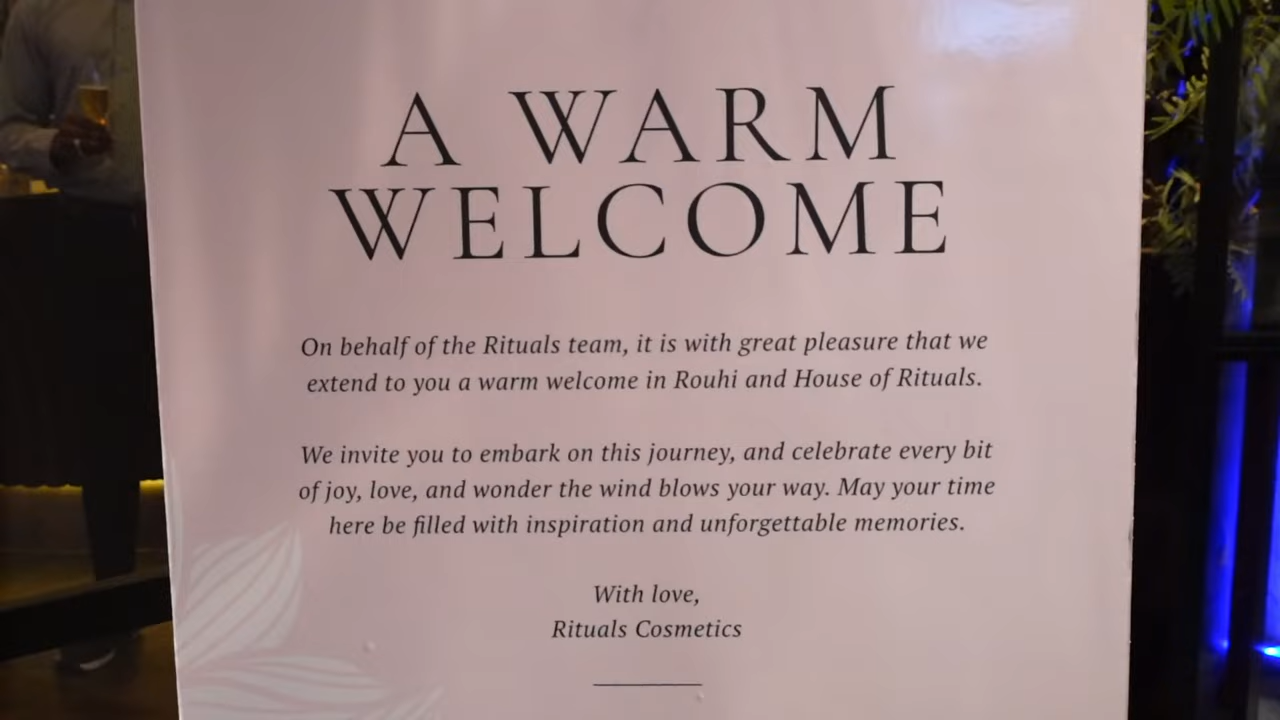 A WARM
WELCOME
On behalf of the Rituals team, it is with great pleasure that we
extend to you a warm welcome in Rouhi and House of Rituals.
We invite you to embark on this journey, and celebrate every bit
of joy, love, and wonder the wind blows your way. May your time
here be filled with inspiration and unforgettable memories.
With love,
Rituals Cosmetics